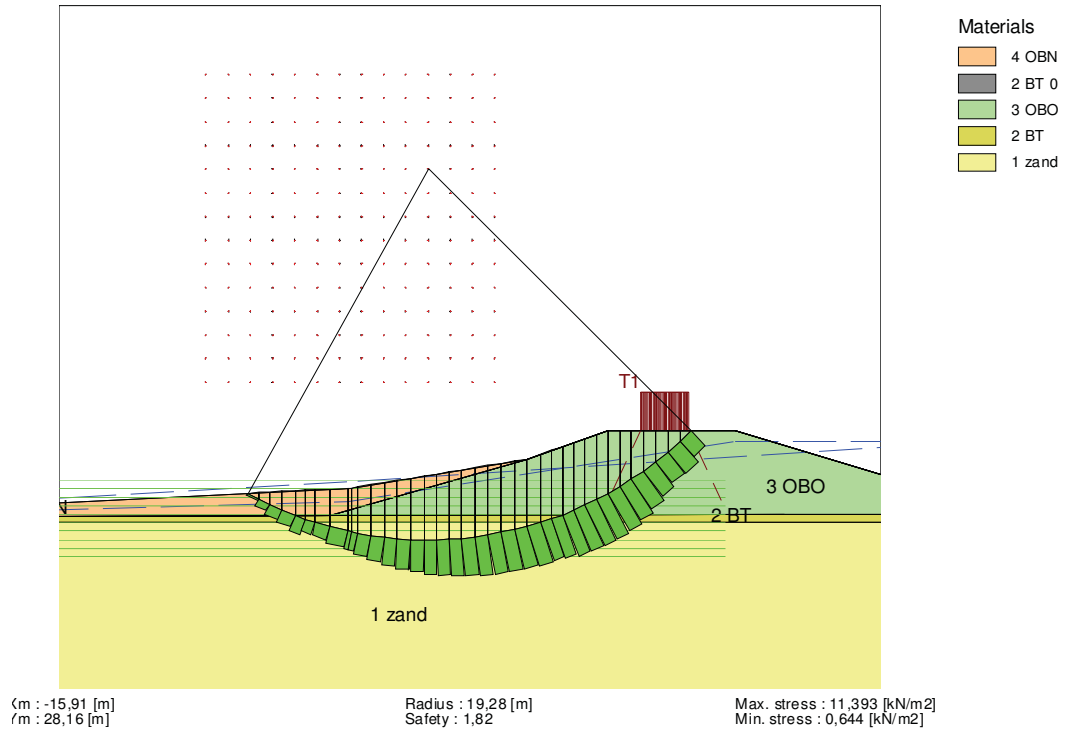 Materials
4 OBN
2 BT 0
3 OBO
2 BT
1 zand
T1
3 OBO
2 BT
1 zand
N
Xm : -15,91 [m] Radius : 19,28 [m] Max. stress : 11,393 [kN/m2]
Ym : 28,16 [m] Safety : 1,82 Min. stress : 0,644 [kN/m2]